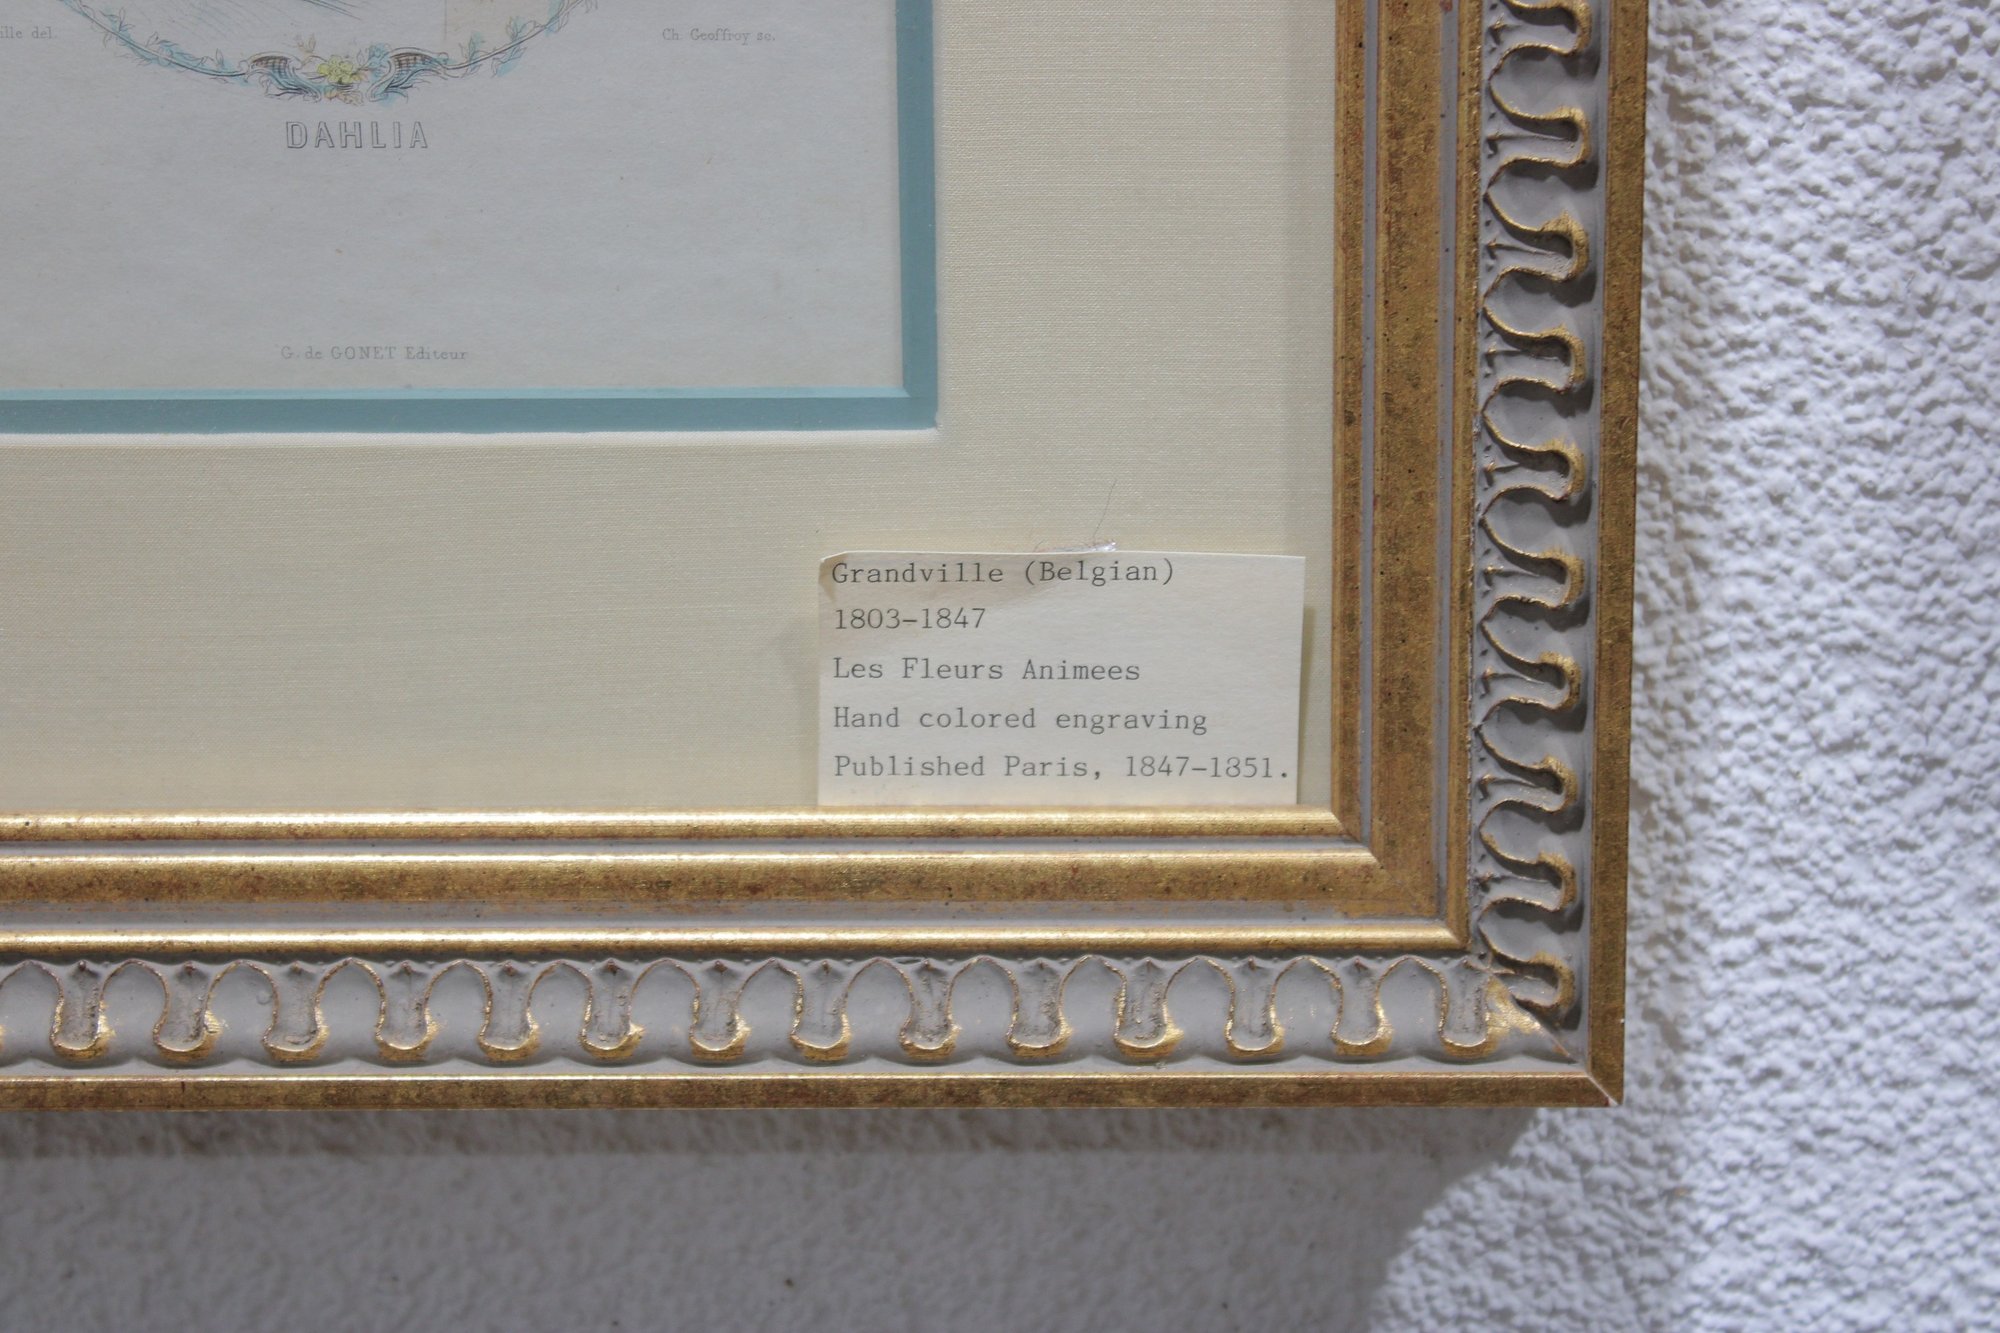 ille del.
Ch. Geoffroy sc.
DAHLIA
G. de GONET Editeur
Grandville (Belgian)
1803-1847
Les Fleurs Animees
Hand colored engraving
Published Paris, 1847-1851.